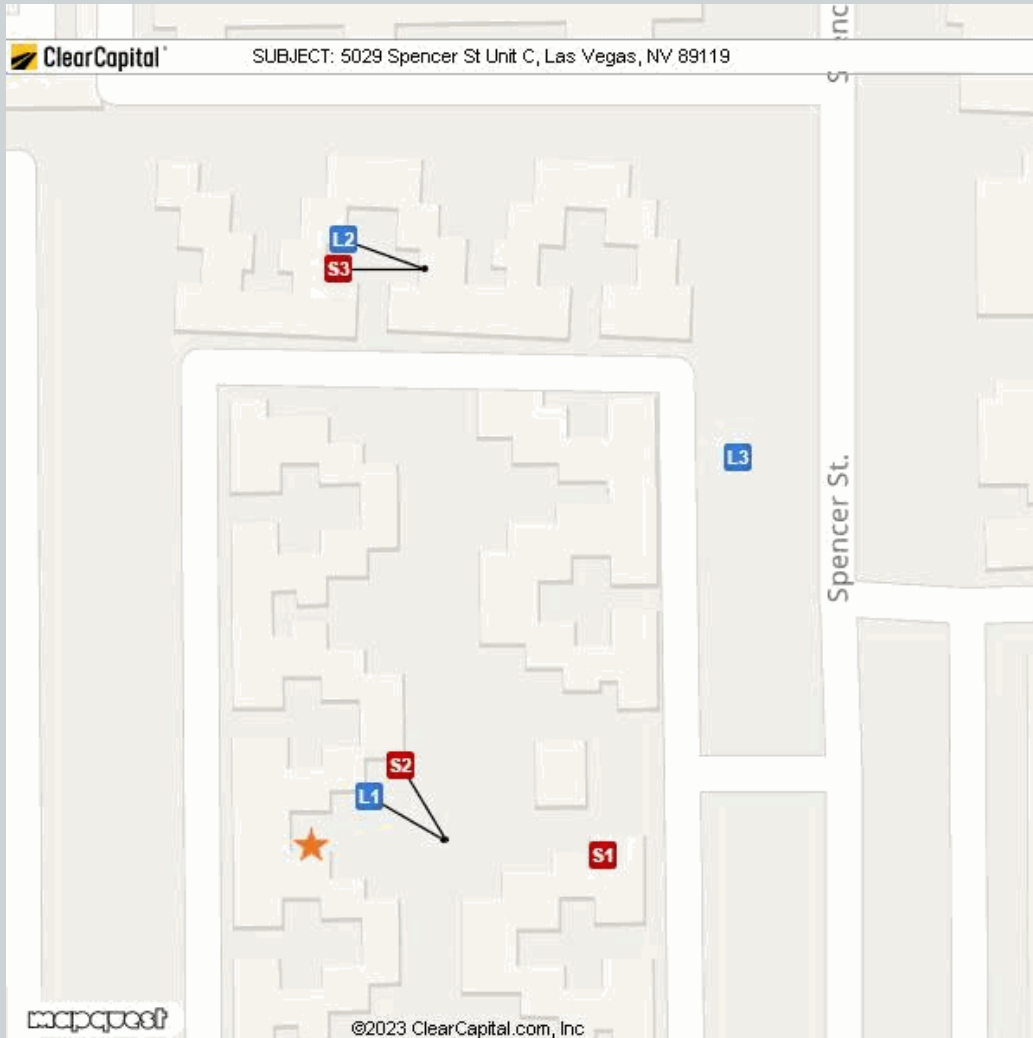 Spenc
ClearCapital
SUBJECT: 5029 Spencer St Unit C, Las Vegas, NV 89119
L2
S3
L3
Spencer St.
S2
L1
S1
mapquest
©2023 ClearCapital.com, Inc